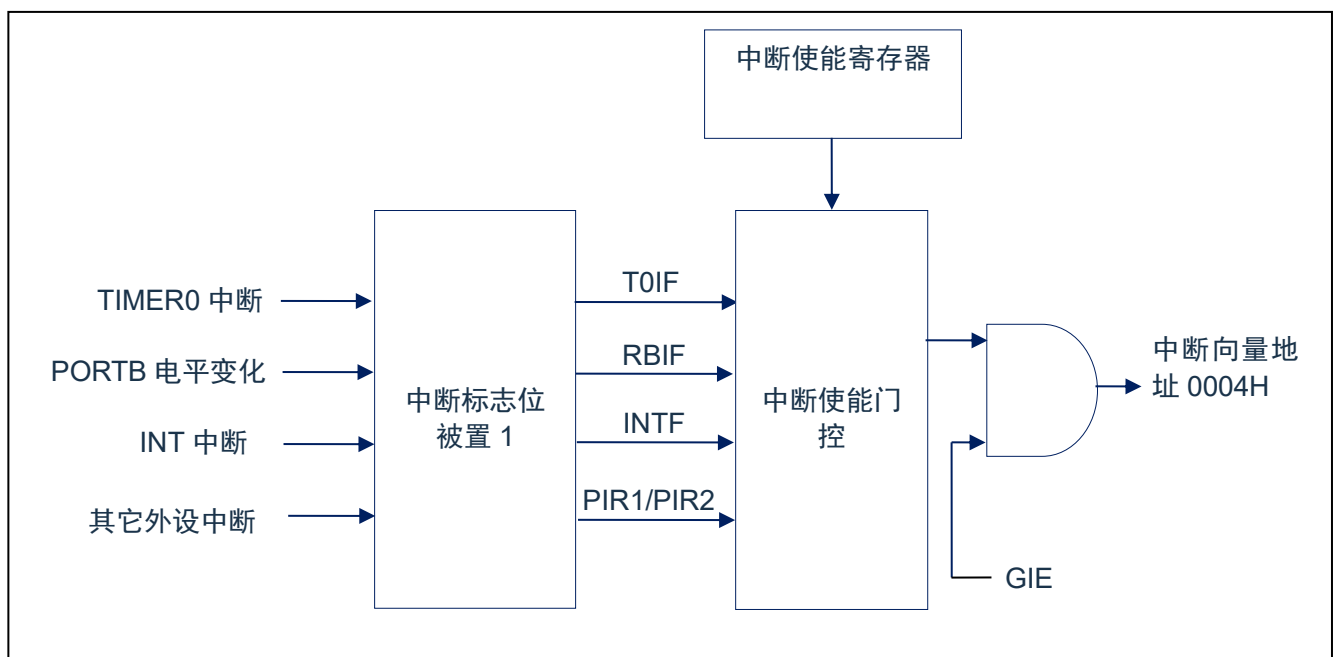 中断使能寄存器
TIMER0 中断
PORTB 电平变化
INT 中断
其它外设中断
中断标志位
被置 1
T0IF
RBIF
INTF
PIR1/PIR2
中断使能门
控
GIE
中断向量地
址 0004H